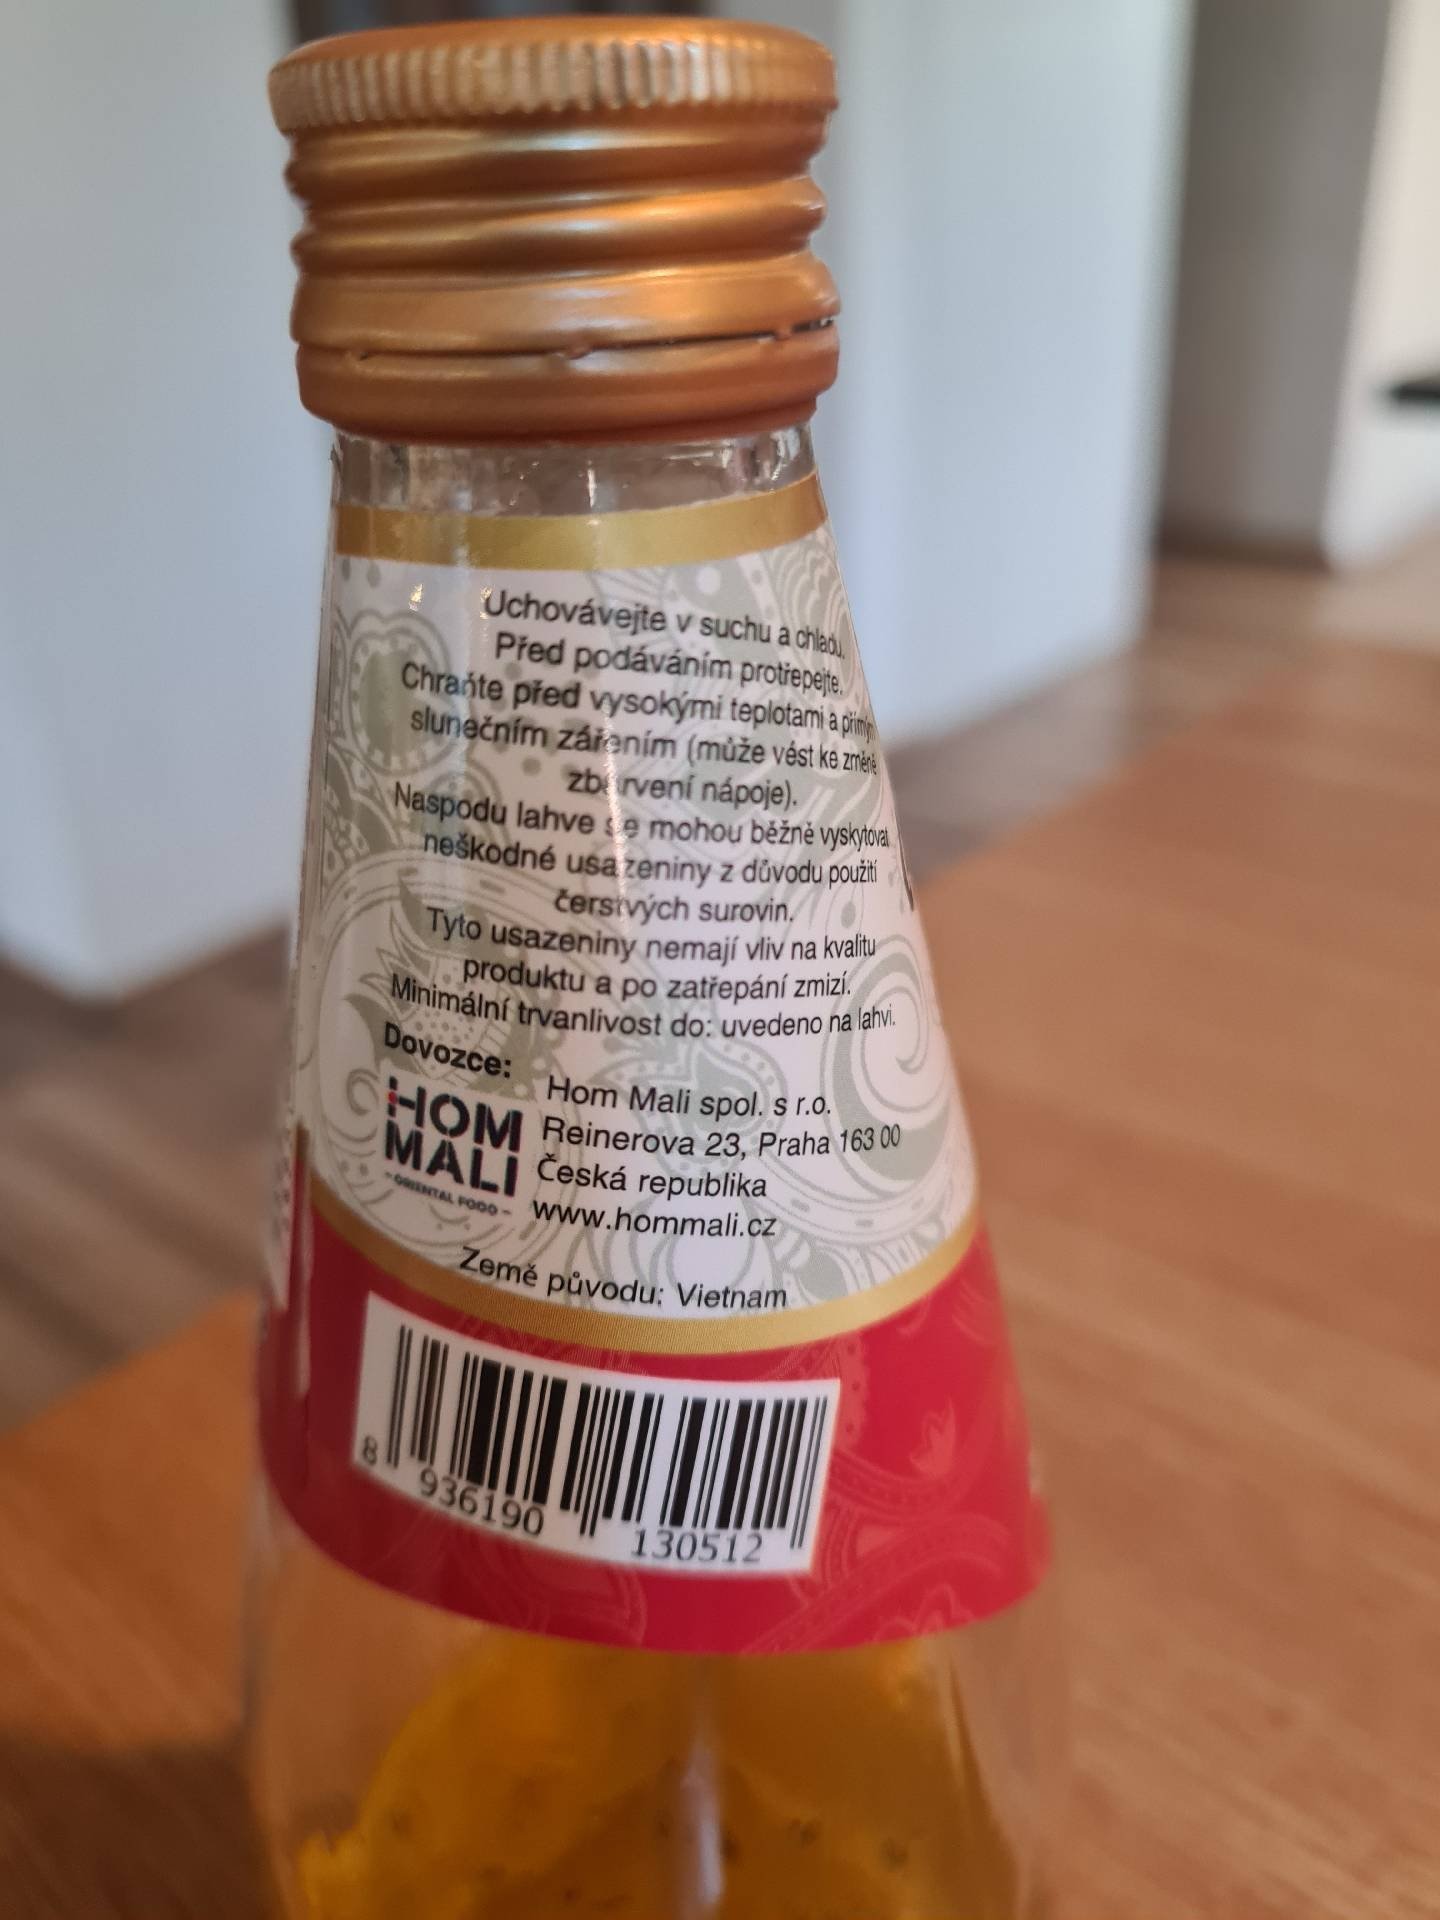 Uchovávejte v suchu a chladu.
Před podáváním protřepejte.
Chraňte před vysokými teplotami a přímým
slunečním zářením (může vést ke změně
zbarvení nápoje).
Naspodu lahve se mohou běžně vyskytovat
neškodné usazeniny z důvodu použití
čerstvých surovin.
Tyto usazeniny nemají vliv na kvalitu
produktu a po zatřepání zmizí.
Minimální trvanlivost do: uvedeno na lahvi.
Dovozce:
HOM
MALI
- ORIENTAL FOOD -
Hom Mali spol. s r.o.
Reinerova 23, Praha 163 00
Česká republika
www.hommali.cz
Země původu: Vietnam
8 936190 130512